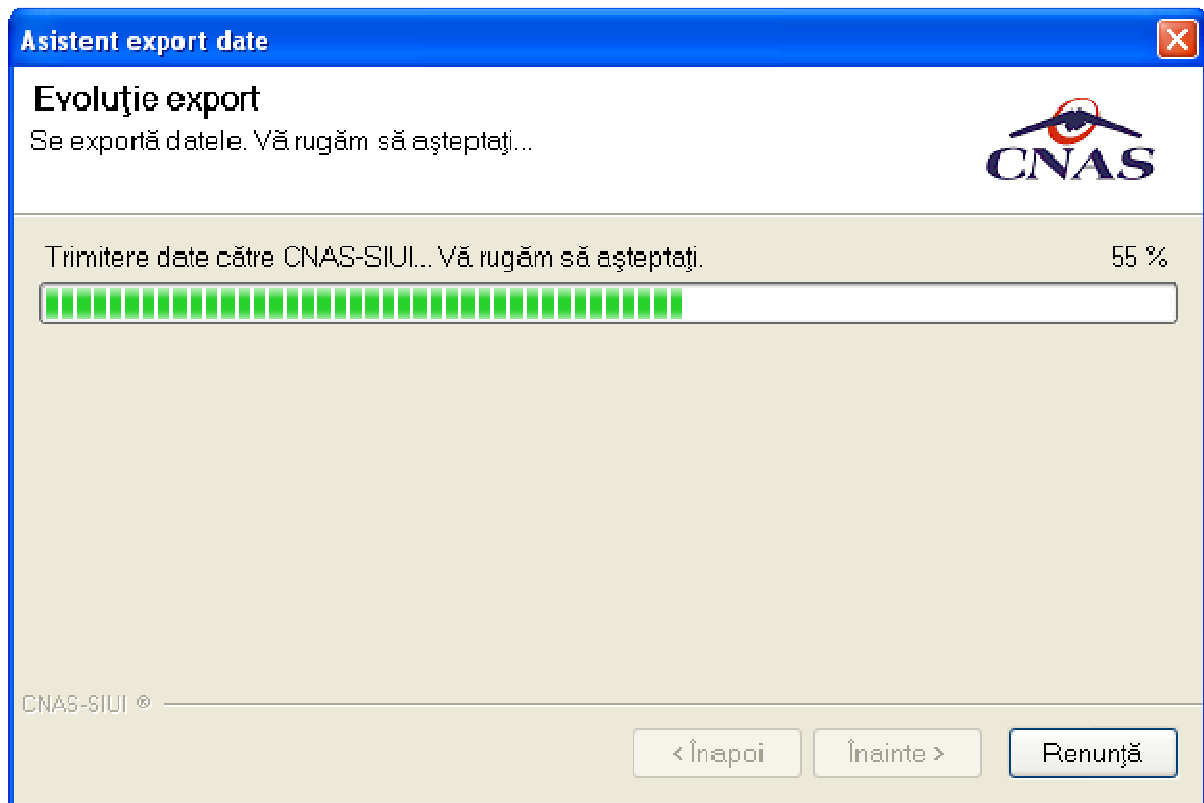 Asistent export date
Evoluţie export
Se exportă datele. Vă rugăm să aşteptaţi...
CNAS
Trimitere date către CNAS-SIUI... Vă rugăm să aşteptaţi.
55 %
CNAS-SIUI ®
< Înapoi
Înainte >
Renunţă